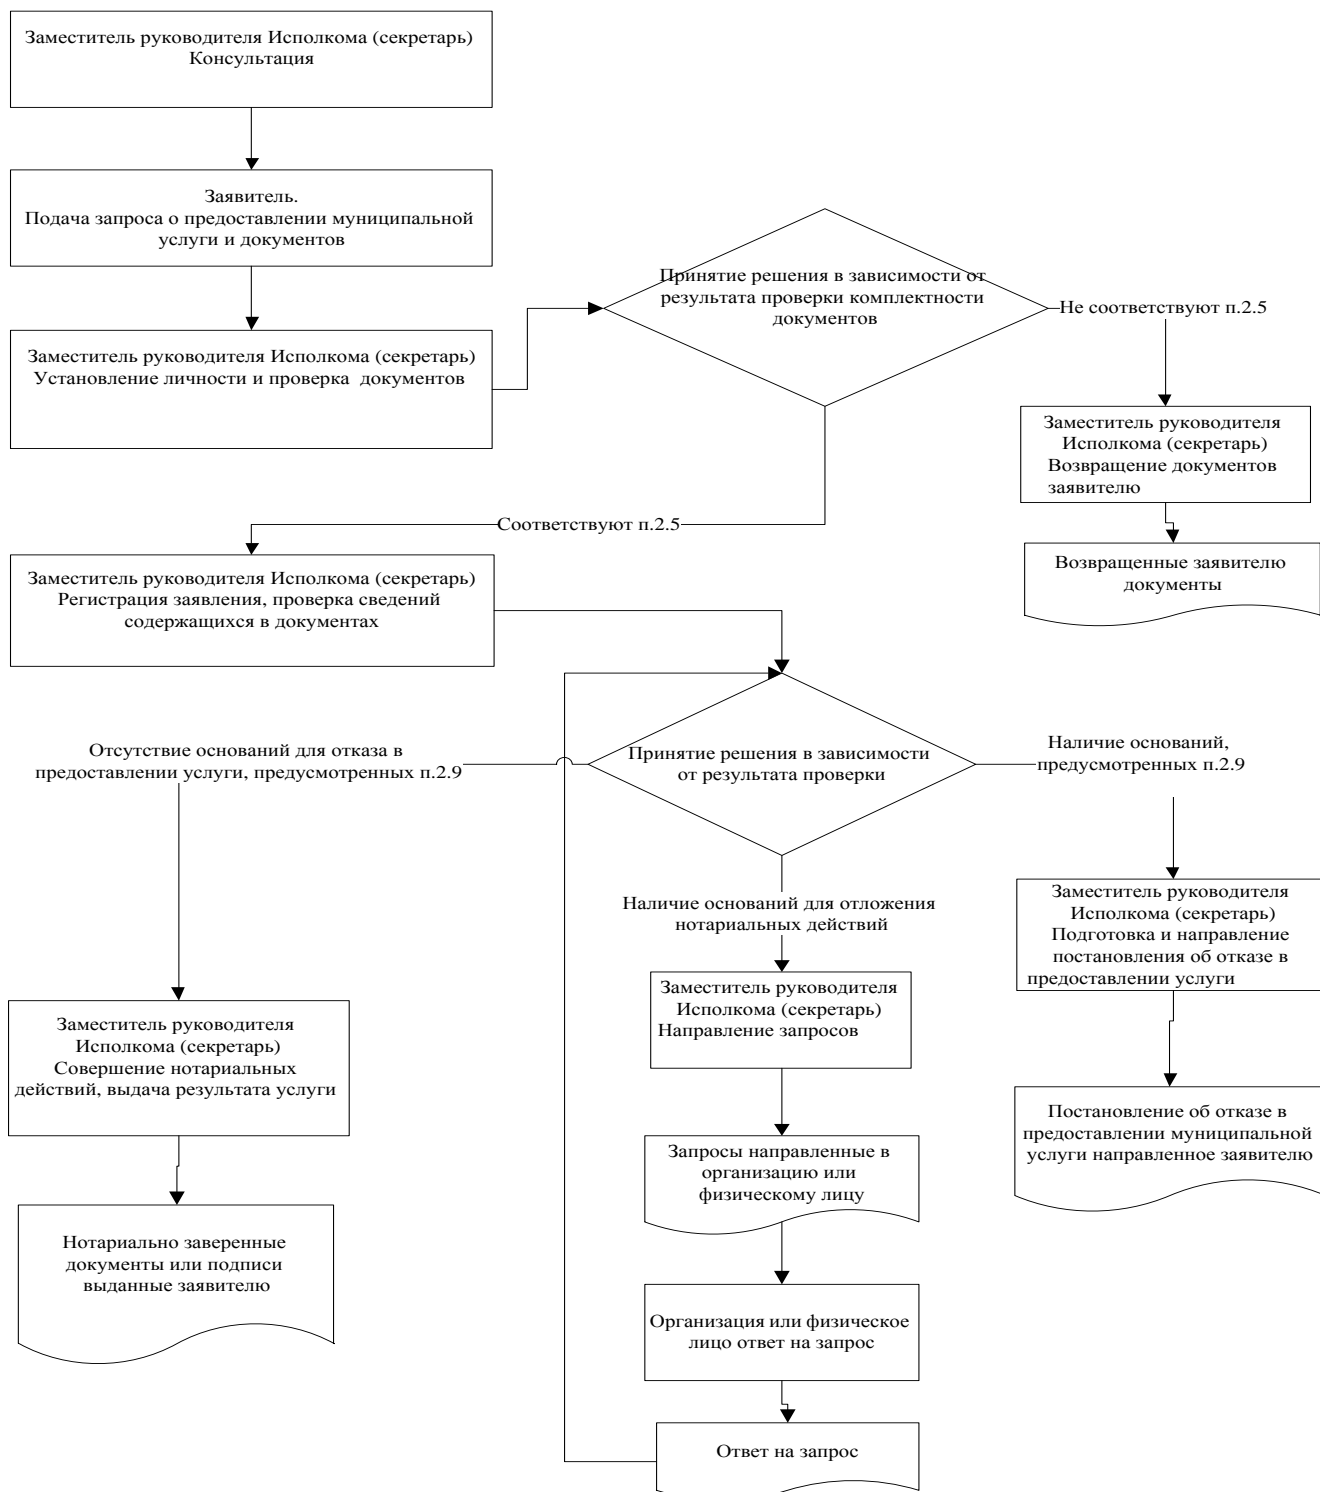 Заместитель руководителя Исполкома (секретарь)
Консультация
Заявитель.
Подача запроса о предоставлении муниципальной
услуги и документов
Заместитель руководителя Исполкома (секретарь)
Установление личности и проверка документов
Принятие решения в зависимости от
результата проверки комплектности
документов
Не соответствуют п.2.5
Заместитель руководителя
Исполкома (секретарь)
Возвращение документов
заявителю
Возвращенные заявителю
документы
Соответствуют п.2.5
Заместитель руководителя Исполкома (секретарь)
Регистрация заявления, проверка сведений
содержащихся в документах
Принятие решения в зависимости
от результата проверки
Отсутствие оснований для отказа в
предоставлении услуги, предусмотренных п.2.9
Наличие оснований,
предусмотренных п.2.9
Наличие оснований для отложения
нотариальных действий
Заместитель руководителя
Исполкома (секретарь)
Подготовка и направление
постановления об отказе в
предоставлении услуги
Заместитель руководителя
Исполкома (секретарь)
Направление запросов
Заместитель руководителя
Исполкома (секретарь)
Совершение нотариальных
действий, выдача результата услуги
Постановление об отказе в
предоставлении муниципальной
услуги направленное заявителю
Запросы направленные в
организацию или
физическому лицу
Нотариально заверенные
документы или подписи
выданные заявителю
Организация или физическое
лицо ответ на запрос
Ответ на запрос